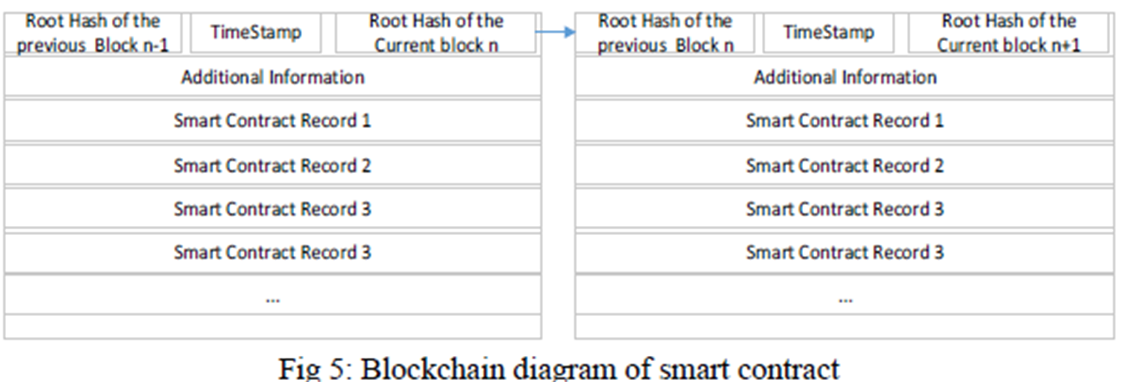 Root Hash of the
previous Block n-1
TimeStamp
Root Hash of the
Current block n
Additional Information
Smart Contract Record 1
Smart Contract Record 2
Smart Contract Record 3
Smart Contract Record 3
...
Root Hash of the
previous Block n
TimeStamp
Root Hash of the
Current block n+1
Additional Information
Smart Contract Record 1
Smart Contract Record 2
Smart Contract Record 3
Smart Contract Record 3
...
Fig 5: Blockchain diagram of smart contract